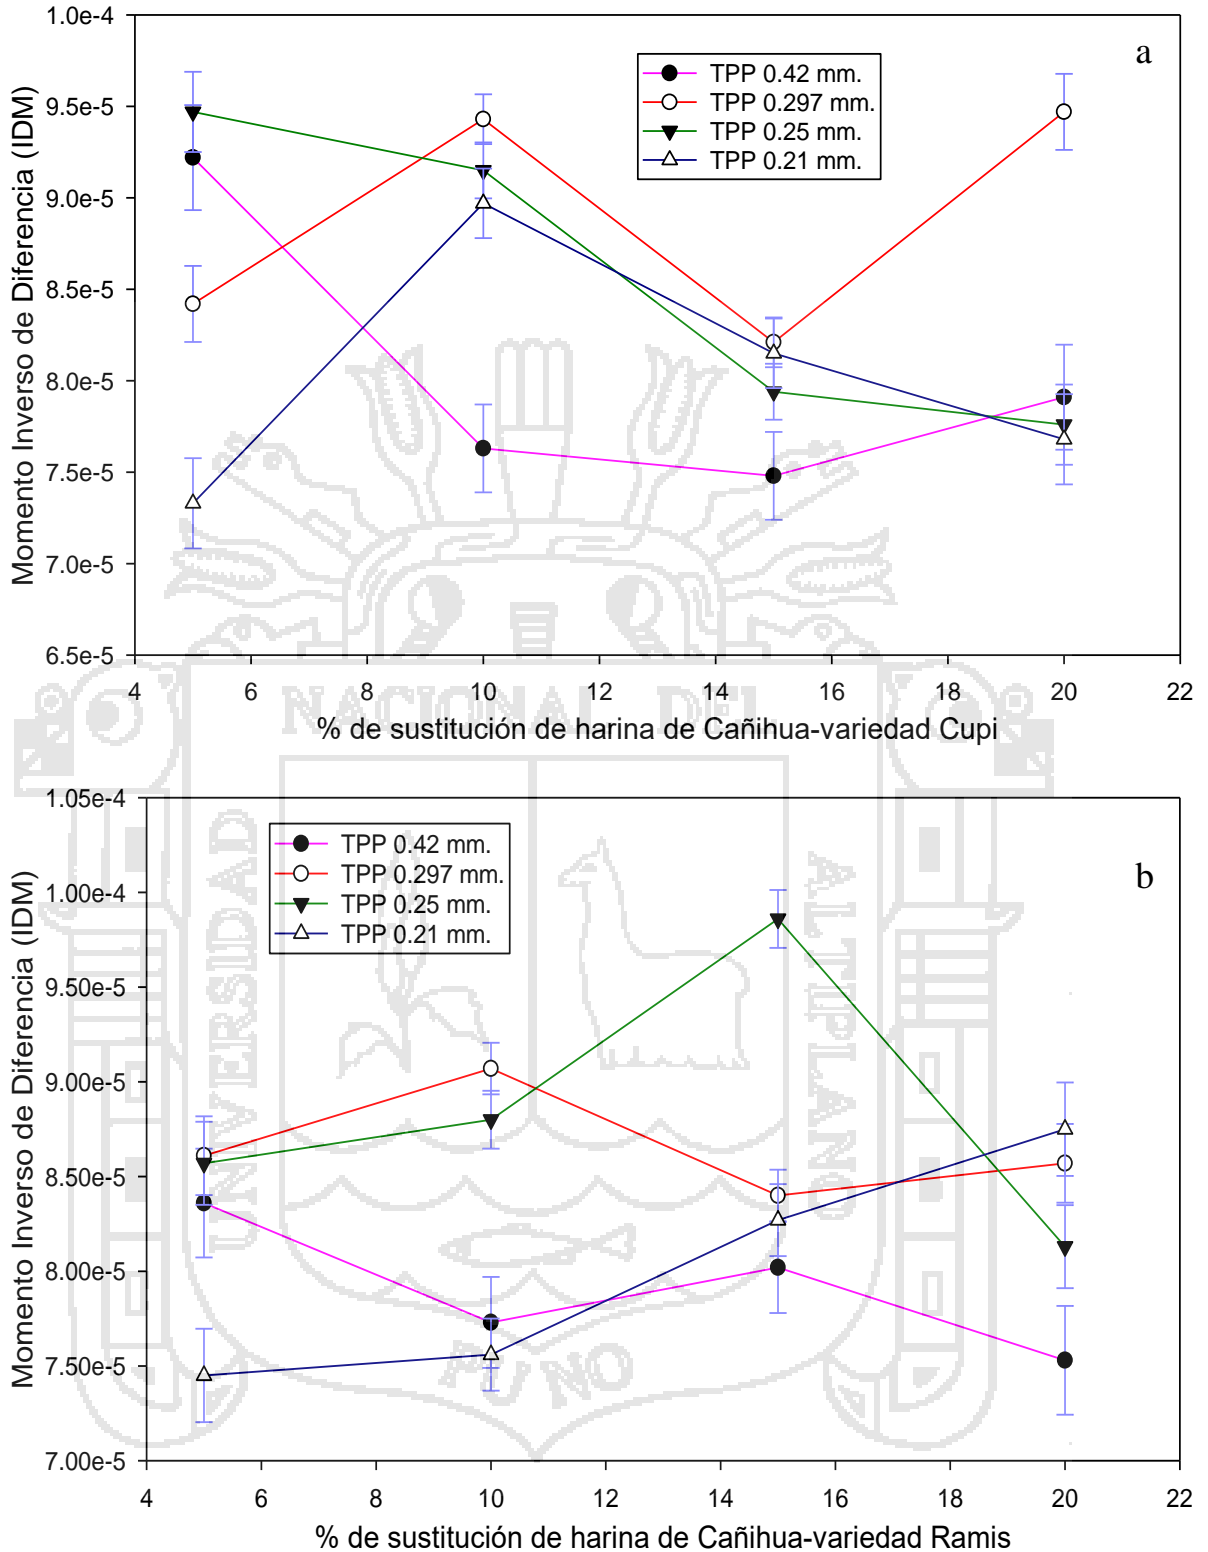 1.0e-4
9.5e-5
9.0e-5
8.5e-5
8.0e-5
7.5e-5
7.0e-5
6.5e-5
Momento Inverso de Diferencia (IDM)
a
TPP 0.42 mm.
TPP 0.297 mm.
TPP 0.25 mm.
TPP 0.21 mm.
4 6 8 10 12 14 16 18 20 22
% de sustitución de harina de Cañihua-variedad Cupi
NACIONAL DEL
UNIVERSIDAD
ALTIPLANO
PUNO
1.05e-4
1.00e-4
9.50e-5
9.00e-5
8.50e-5
8.00e-5
7.50e-5
7.00e-5
Momento Inverso de Diferencia (IDM)
b
TPP 0.42 mm.
TPP 0.297 mm.
TPP 0.25 mm.
TPP 0.21 mm.
4 6 8 10 12 14 16 18 20 22
% de sustitución de harina de Cañihua-variedad Ramis